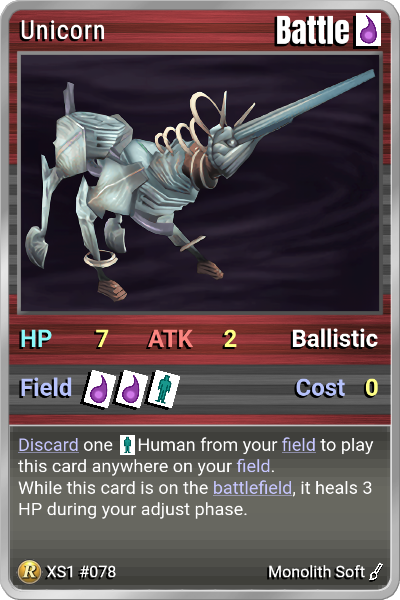 Unicorn Battle
HP 7 ATK 2 Ballistic
Field Cost 0
Discard one Human from your field to play
this card anywhere on your field.
While this card is on the battlefield, it heals 3
HP during your adjust phase.
R XS1 #078 Monolith Soft